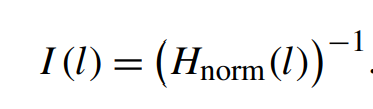 I(l) = (H_norm(l))^{-1}.